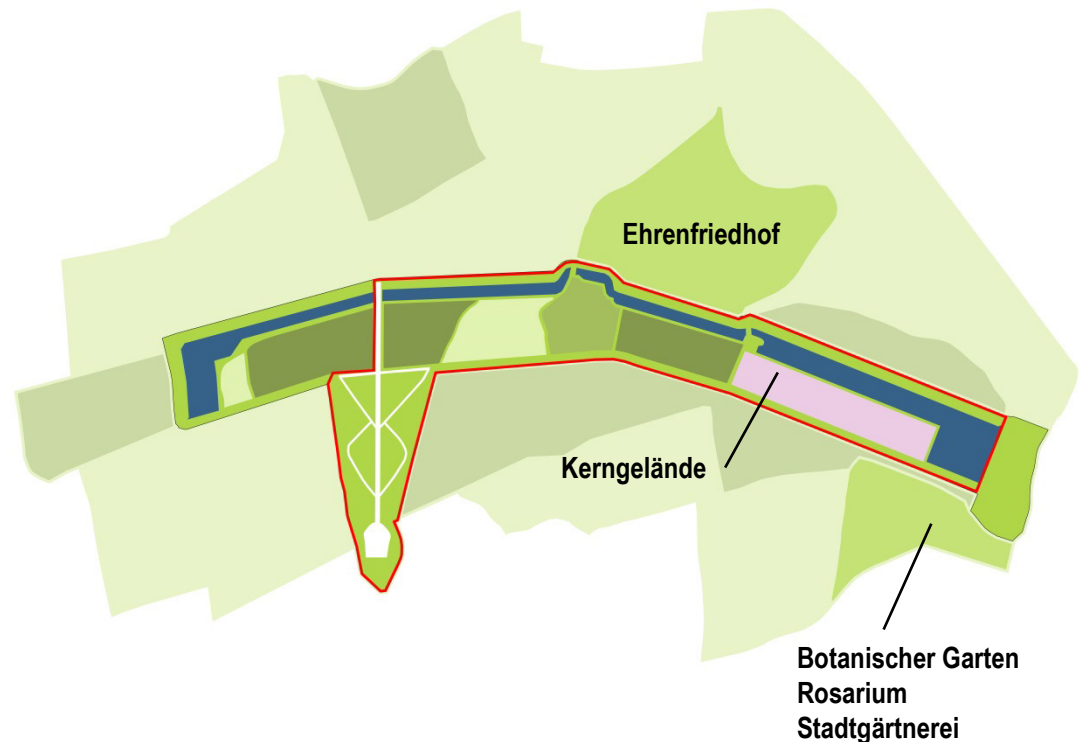 Ehrenfriedhof
Kerngelände
Botanischer Garten
Rosarium
Stadtgärtnerei